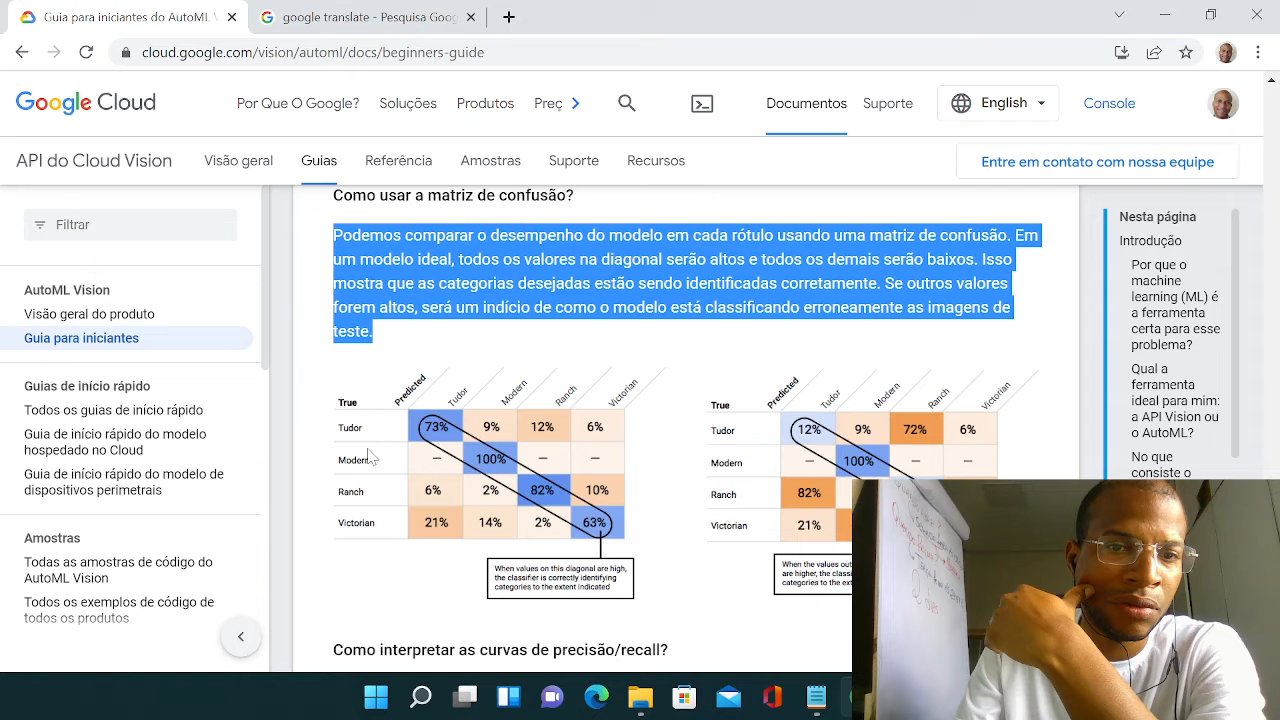 Guia para iniciantes do AutoML V
google translate - Pesquisa Goog
cloud.google.com/vision/automl/docs/beginners-guide
Google Cloud
Por Que O Google?
Soluções
Produtos
Preç
Documentos
Suporte
English
Console
API do Cloud Vision
Visão geral
Guias
Referência
Amostras
Suporte
Recursos
Entre em contato com nossa equipe
Filtrar
AutoML Vision
Visão geral do produto
Guia para iniciantes
Guias de início rápido
Todos os guias de início rápido
Guia de início rápido do modelo
hospedado no Cloud
Guia de início rápido do modelo de
dispositivos perimetrais
Amostras
Todas as amostras de código do
AutoML Vision
Todos os exemplos de código de
todos os produtos
Como usar a matriz de confusão?
Podemos comparar o desempenho do modelo em cada rótulo usando uma matriz de confusão. Em
um modelo ideal, todos os valores na diagonal serão altos e todos os demais serão baixos. Isso
mostra que as categorias desejadas estão sendo identificadas corretamente. Se outros valores
forem altos, será um indício de como o modelo está classificando erroneamente as imagens de
teste.
True Predicted Tudor Modern Ranch Victorian
Tudor 73% 9% 12% 6%
Modern — 100% — —
Ranch 6% 2% 82% 10%
Victorian 21% 14% 2% 63%
When values on this diagonal are high,
the classifier is correctly identifying
categories to the extent indicated
True Predicted Tudor Modern Ranch Victorian
Tudor 12% 9% 72% 6%
Modern — 100% — —
Ranch 82%
Victorian 21%
When the values out
are higher, the class
categories to the ext
Como interpretar as curvas de precisão/recall?
Nesta página
Introdução
Por que o
machine
learning (ML) é
a ferramenta
certa para esse
problema?
Qual a
ferramenta
ideal para mim:
a API Vision ou
o AutoML?
No que
consiste o